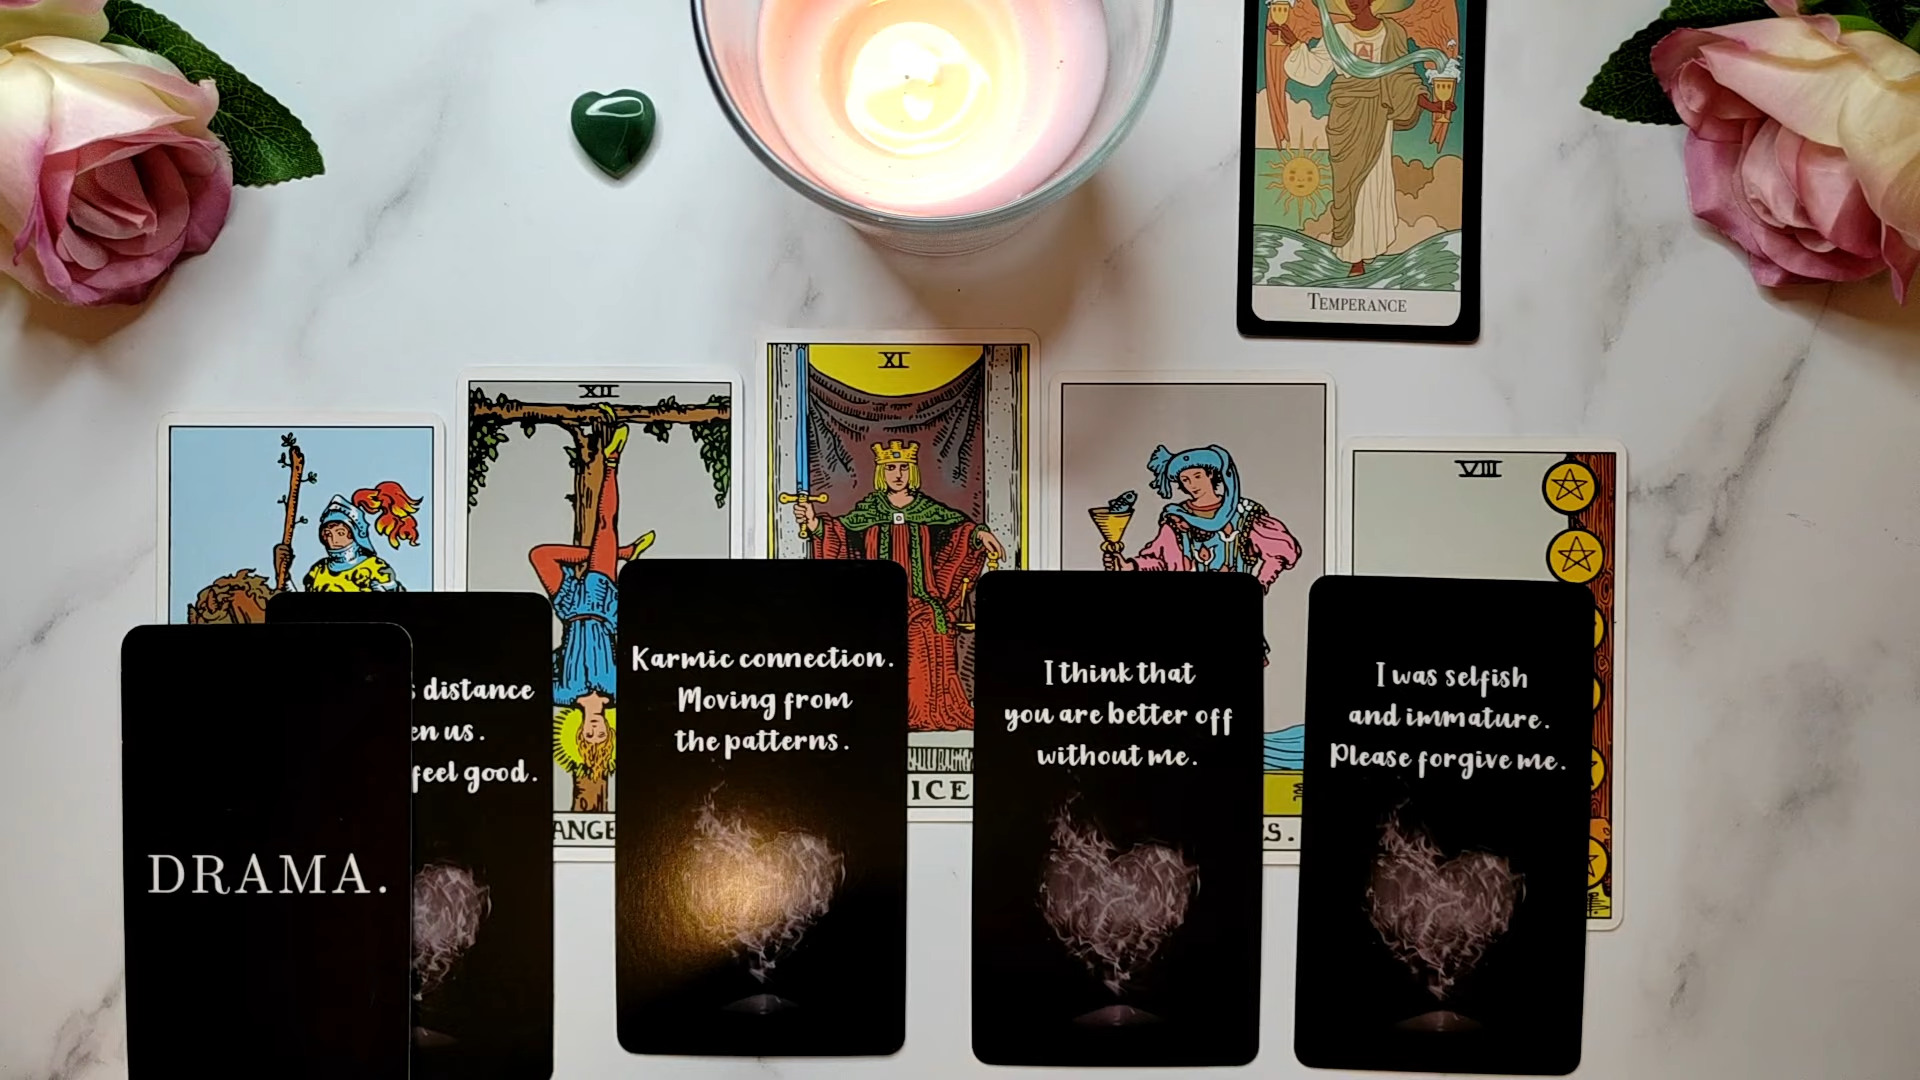 TEMPERANCE
XII
XI
VIII
ANGE
ICE
S.
DRAMA.
distance
en us.
feel good.
Karmic connection.
Moving from
the patterns.
I think that
you are better off
without me.
I was selfish
and immature.
Please forgive me.